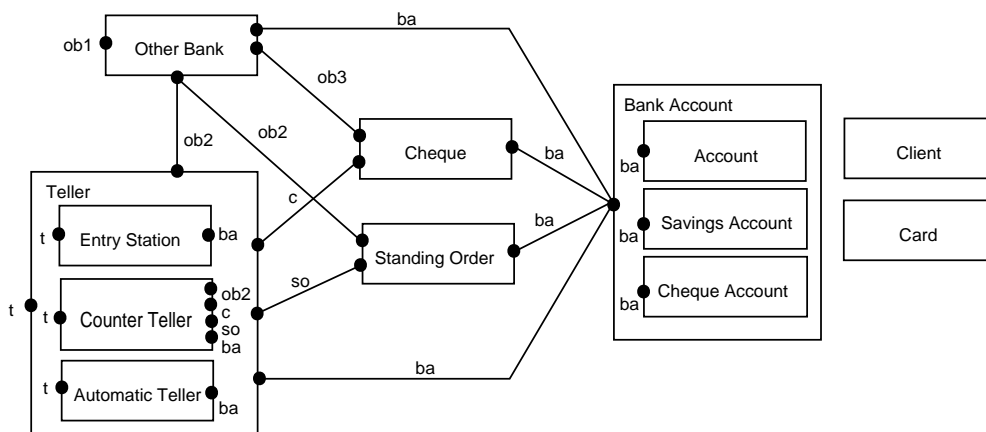 ba
ob1
Other Bank
ob3
Bank Account
ob2
ob2
Cheque
ba
ba
Account
Client
Teller
c
t
Entry Station
ba
ba
ba
Savings Account
Card
Standing Order
so
t
t
Counter Teller
ob2
c
so
ba
ba
Cheque Account
ba
t
Automatic Teller
ba